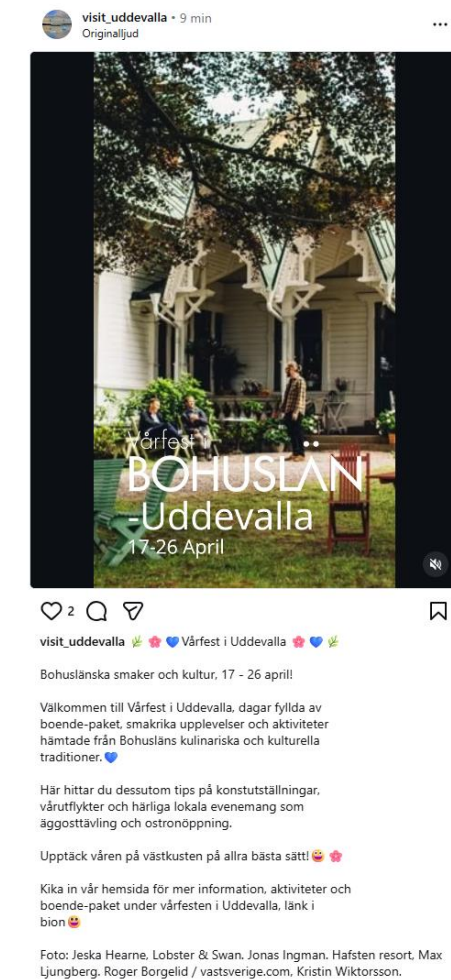 visit_uddevalla • 9 min
Originalljud
Vårfest i
BOHUSLÄN
-Uddevalla
17-26 April
2
visit_uddevalla 🌿 🌸 💙 Vårfest i Uddevalla 🌸 💙 🌿
Bohuslänska smaker och kultur, 17 - 26 april!
Välkommen till Vårfest i Uddevalla, dagar fyllda av
boende-paket, smakrika upplevelser och aktiviteter
hämtade från Bohusläns kulinariska och kulturella
traditioner.💙
Här hittar du dessutom tips på konstutställningar,
vårutflykter och härliga lokala evenemang som
äggosttävling och ostronöppning.
Upptäck våren på västkusten på allra bästa sätt!😃 🌸
Kika in vår hemsida för mer information, aktiviteter och
boende-paket under vårfesten i Uddevalla, länk i
bion😃
Foto: Jeska Hearne, Lobster & Swan. Jonas Ingman. Hafsten resort, Max
Ljungberg. Roger Borgelid / vastsverige.com, Kristin Wiktorsson.